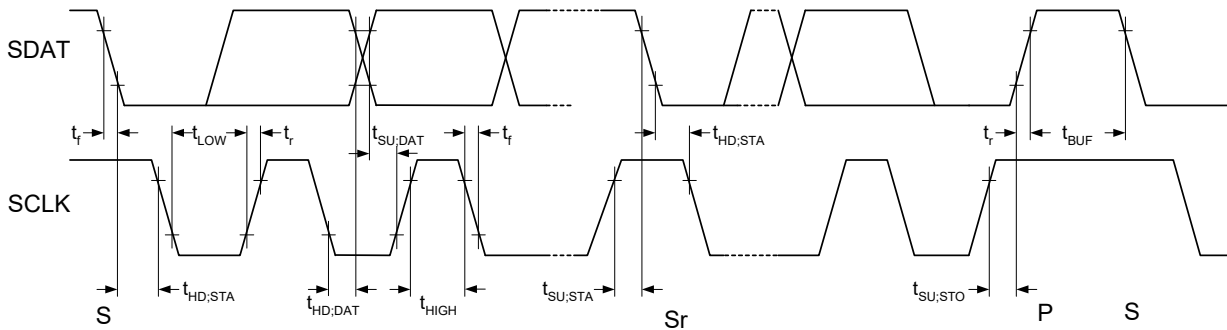 SDAT
t_f
t_LOW
t_r
t_SU;DAT
t_f
t_HD;STA
t_r
t_BUF
SCLK
t_HD;STA
t_HD;DAT
t_HIGH
t_SU;STA
t_SU;STO
S
Sr
P
S